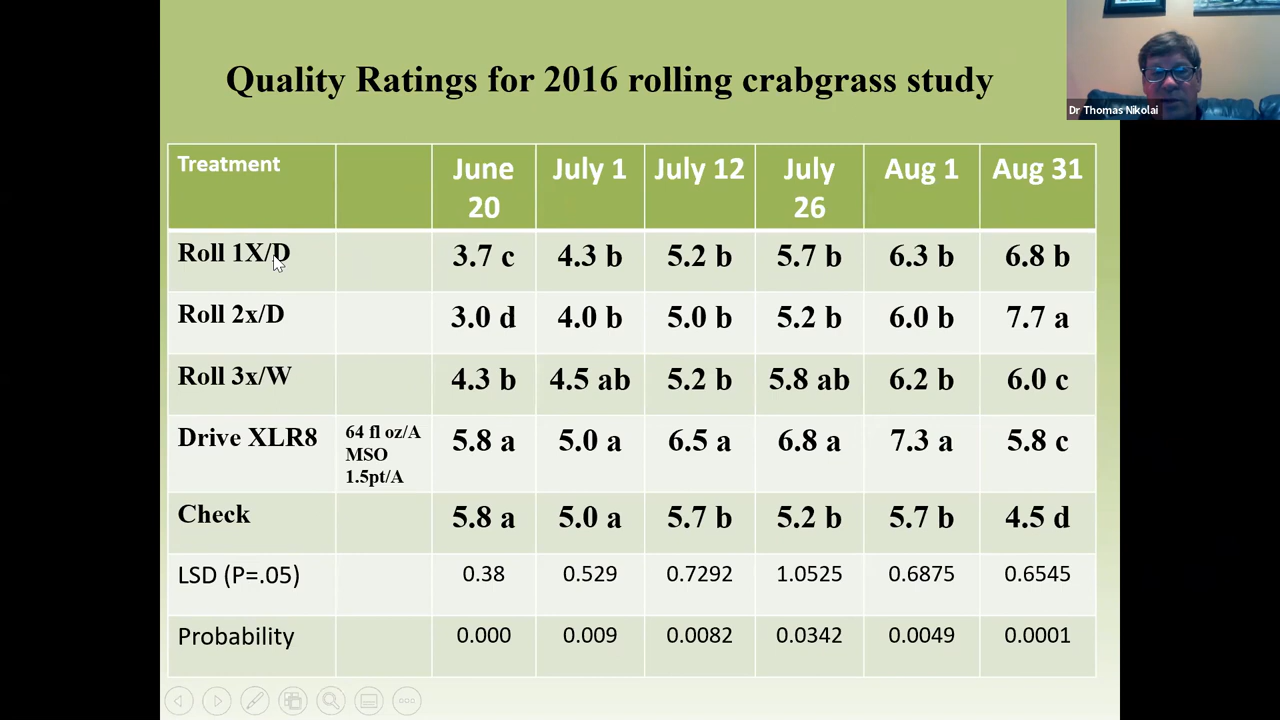 Quality Ratings for 2016 rolling crabgrass study
Dr Thomas Nikolai
Treatment June 20 July 1 July 12 July 26 Aug 1 Aug 31
Roll 1X/D 3.7 c 4.3 b 5.2 b 5.7 b 6.3 b 6.8 b
Roll 2x/D 3.0 d 4.0 b 5.0 b 5.2 b 6.0 b 7.7 a
Roll 3x/W 4.3 b 4.5 ab 5.2 b 5.8 ab 6.2 b 6.0 c
Drive XLR8 64 fl oz/A MSO 1.5pt/A 5.8 a 5.0 a 6.5 a 6.8 a 7.3 a 5.8 c
Check 5.8 a 5.0 a 5.7 b 5.2 b 5.7 b 4.5 d
LSD (P=.05) 0.38 0.529 0.7292 1.0525 0.6875 0.6545
Probability 0.000 0.009 0.0082 0.0342 0.0049 0.0001